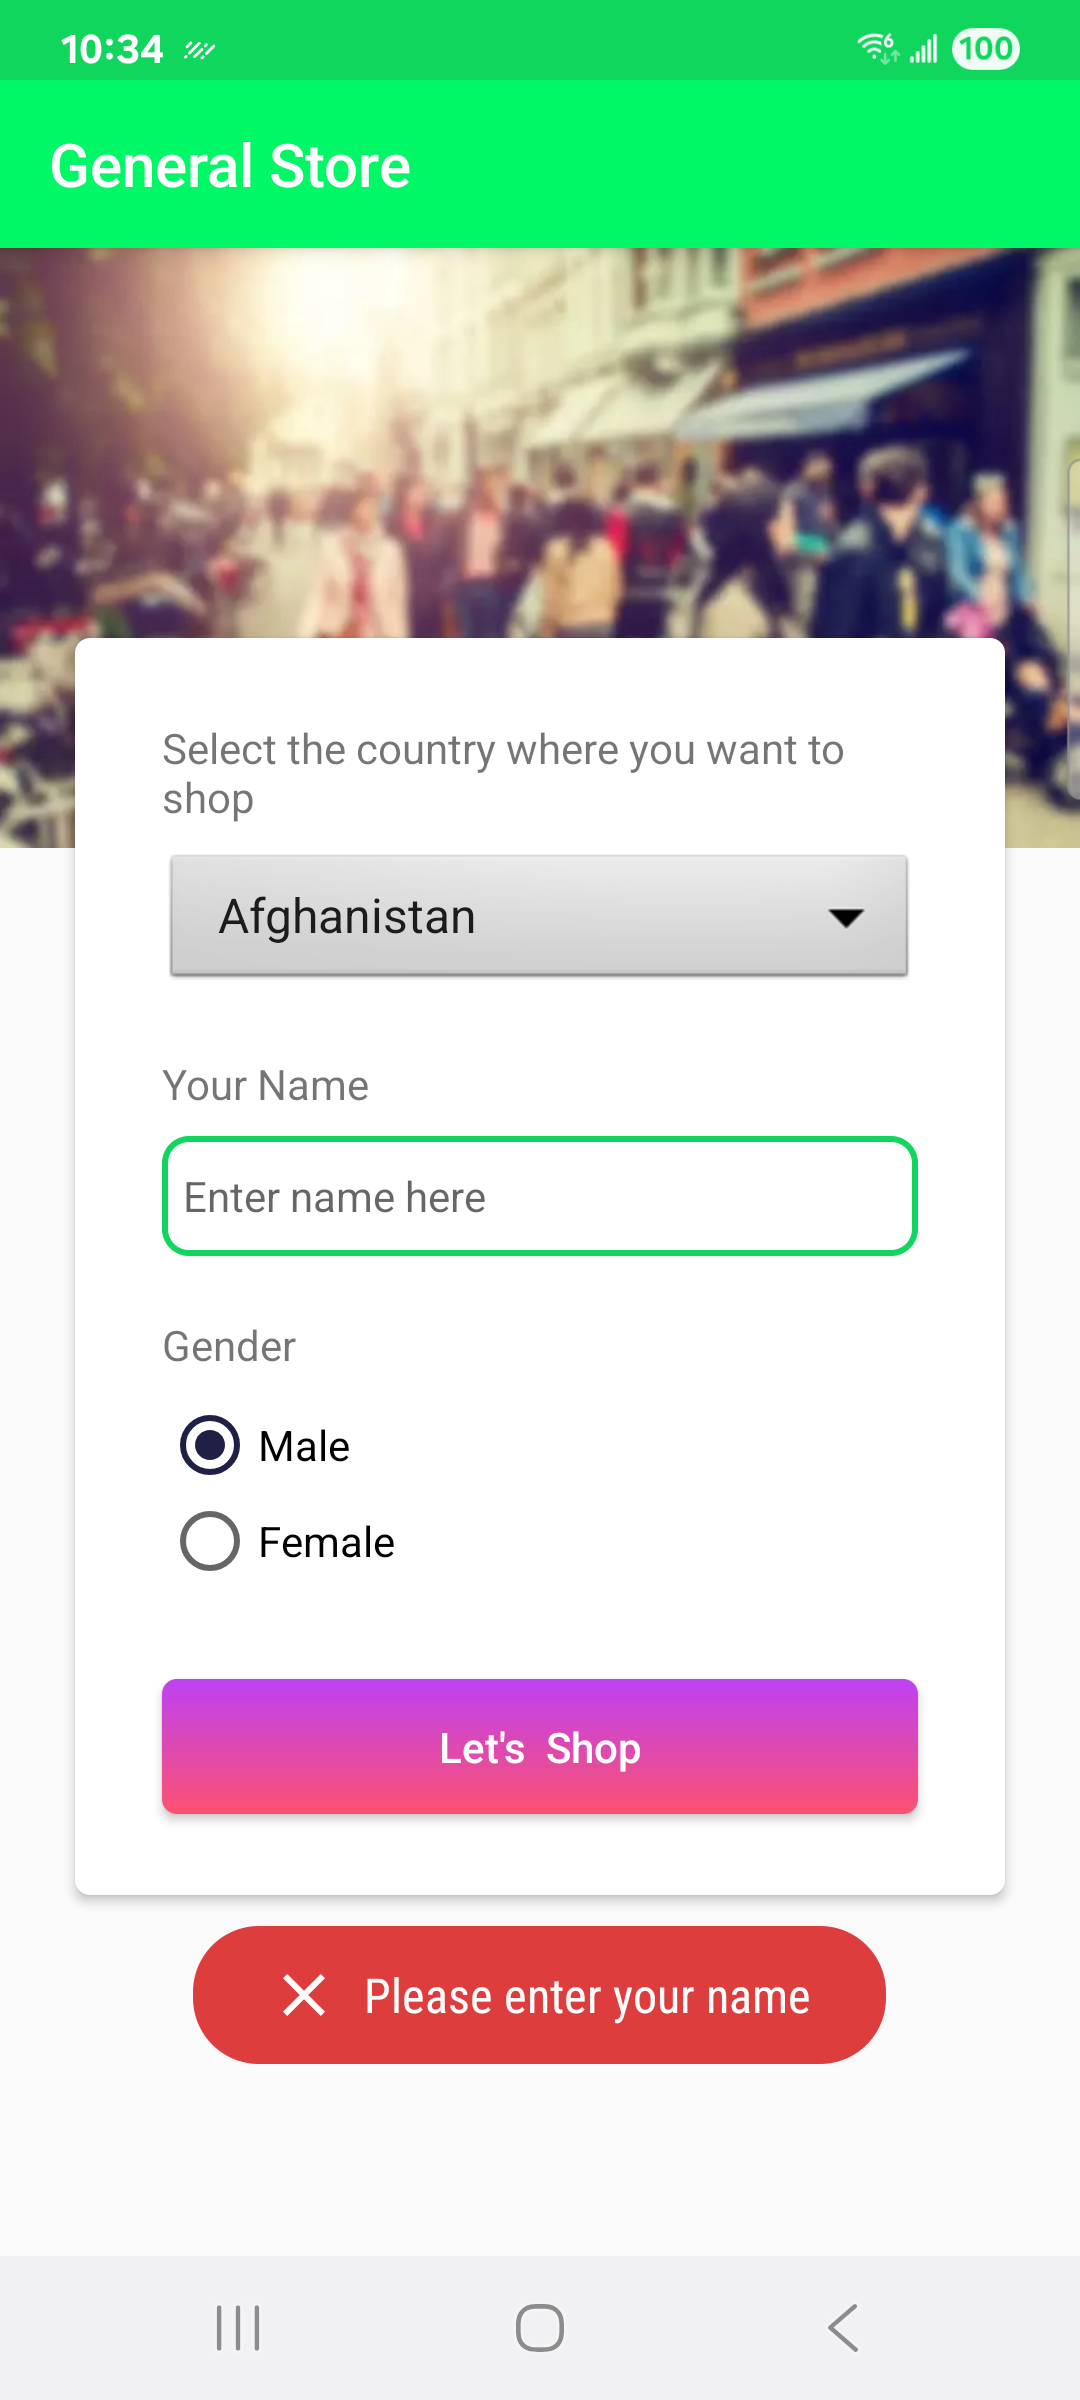 10:34
6
100
General Store
Select the country where you want to
shop
Afghanistan
Your Name
Enter name here
Gender
Male
Female
Let's  Shop
Please enter your name